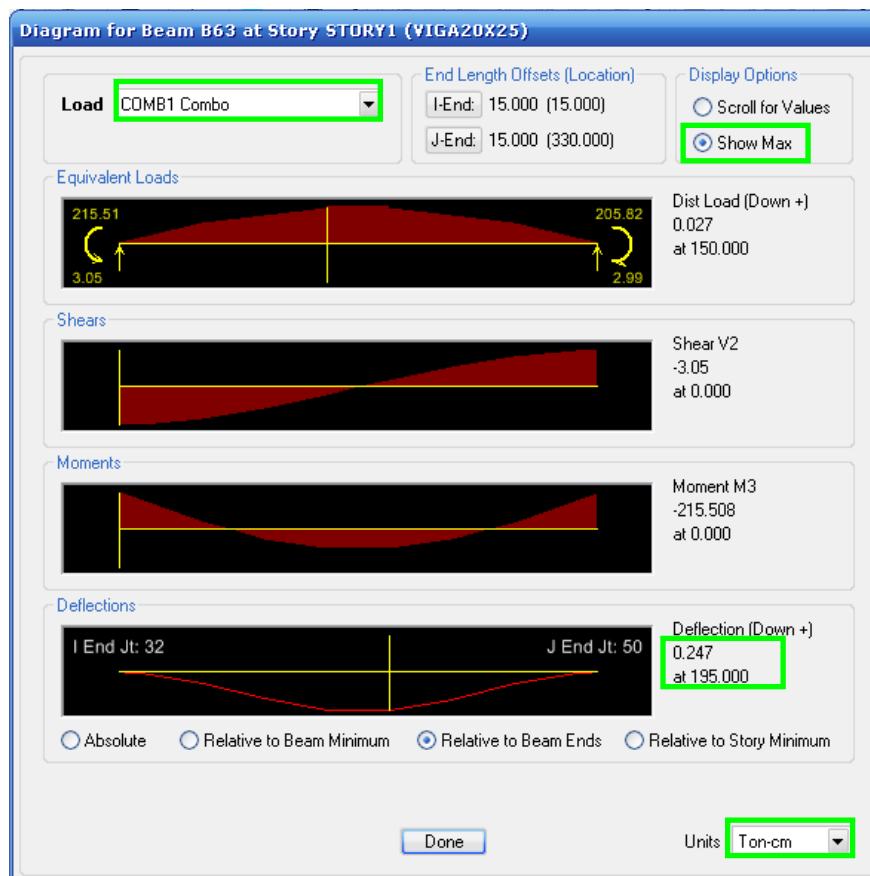 Diagram for Beam B63 at Story STORY1 (VIGA20X25)
Load COMB1 Combo
End Length Offsets (Location)
I-End: 15.000 (15.000)
J-End: 15.000 (330.000)
Display Options
Scroll for Values
Show Max
Equivalent Loads
215.51
205.82
3.05
2.99
Dist Load (Down +)
0.027
at 150.000
Shears
Shear V2
-3.05
at 0.000
Moments
Moment M3
-215.508
at 0.000
Deflections
I End Jt: 32
J End Jt: 50
Deflection (Down +)
0.247
at 195.000
Absolute Relative to Beam Minimum Relative to Beam Ends Relative to Story Minimum
Done
Units Ton-cm